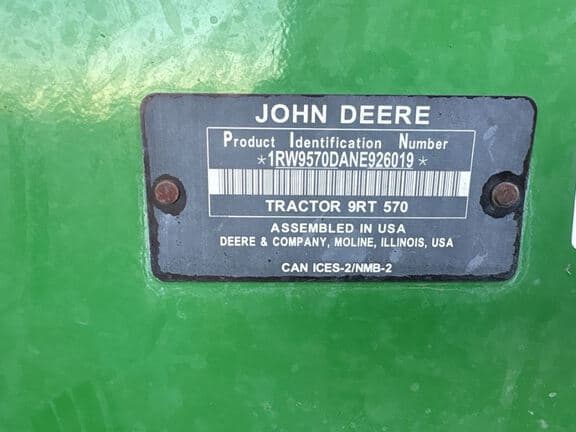 JOHN DEERE
Product Identification Number
*1RW9570DANE926019*
TRACTOR 9RT 570
ASSEMBLED IN USA
DEERE & COMPANY, MOLINE, ILLINOIS, USA
CAN ICES-2/NMB-2